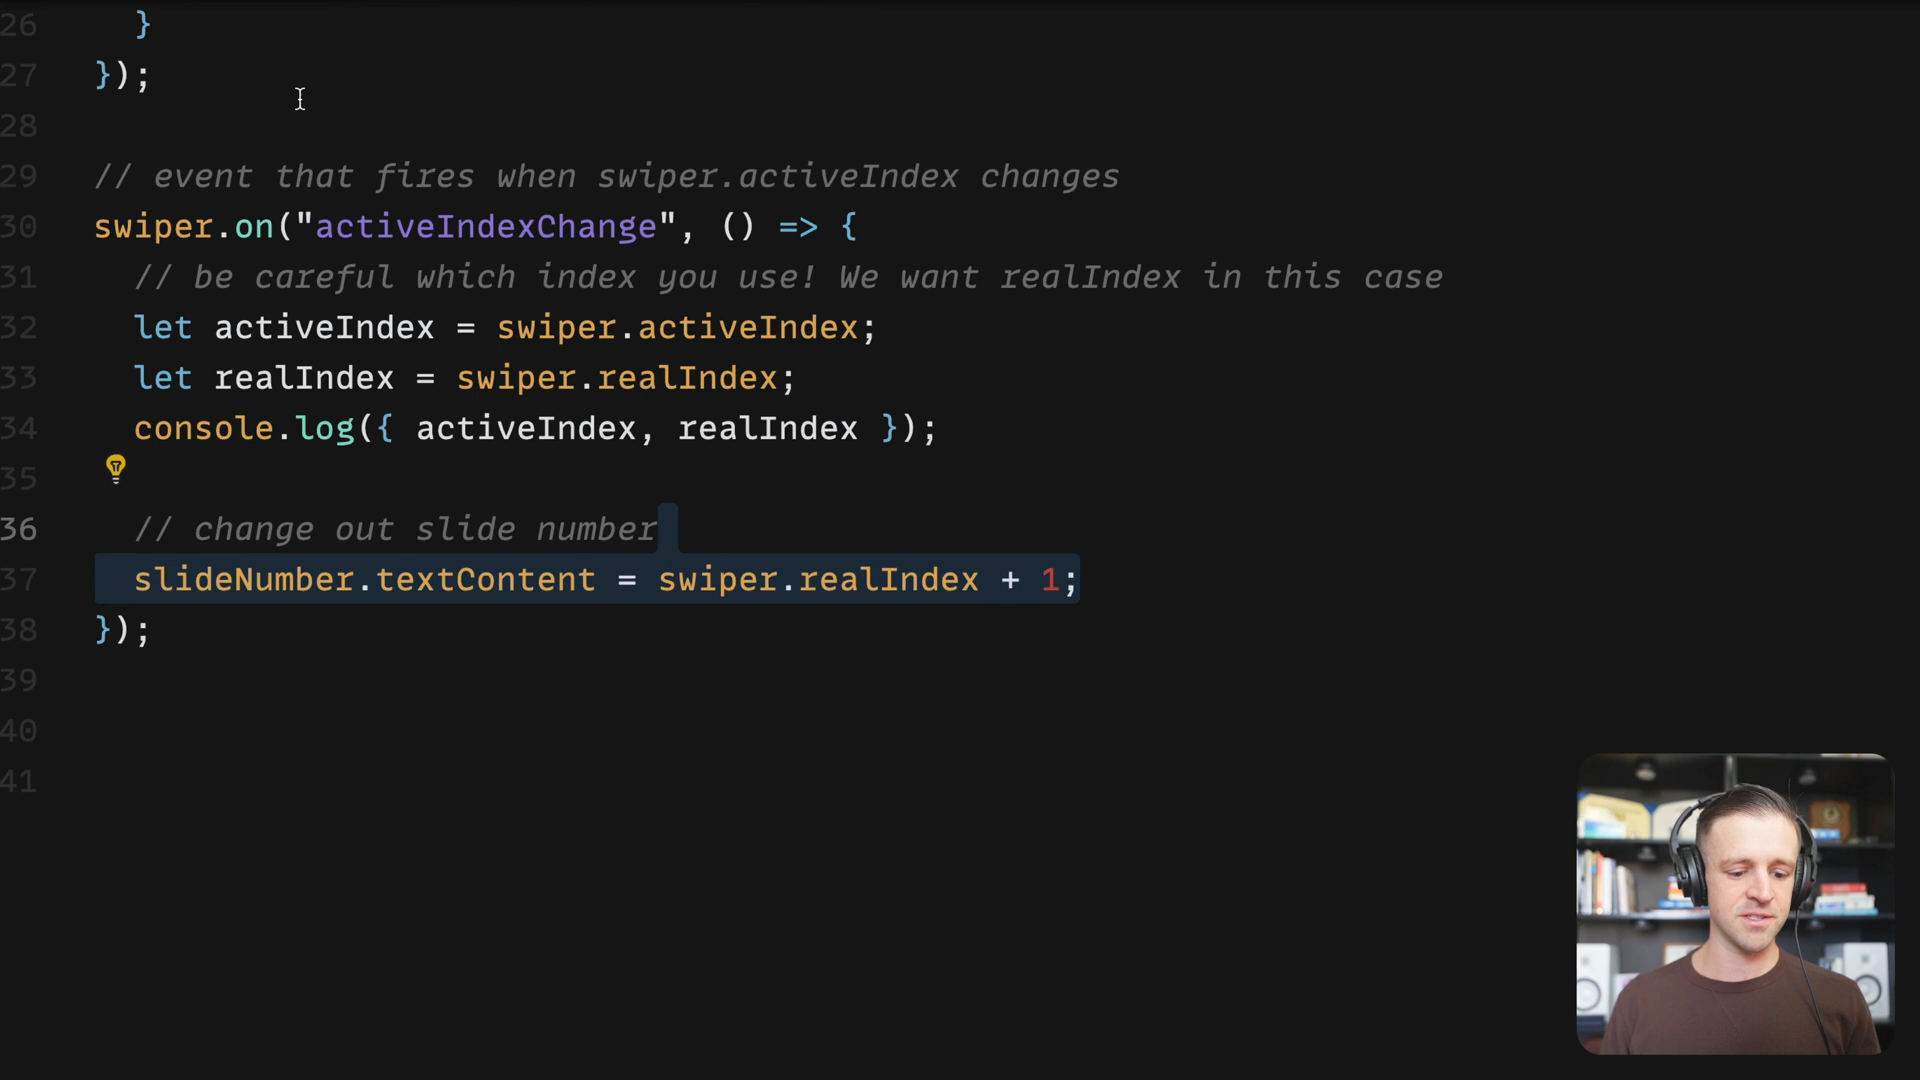 26 }
27 });
28
29 // event that fires when swiper.activeIndex changes
30 swiper.on("activeIndexChange", () => {
31 // be careful which index you use! We want realIndex in this case
32 let activeIndex = swiper.activeIndex;
33 let realIndex = swiper.realIndex;
34 console.log({ activeIndex, realIndex });
35
36 // change out slide number
37 slideNumber.textContent = swiper.realIndex + 1;
38 });
39
40
41